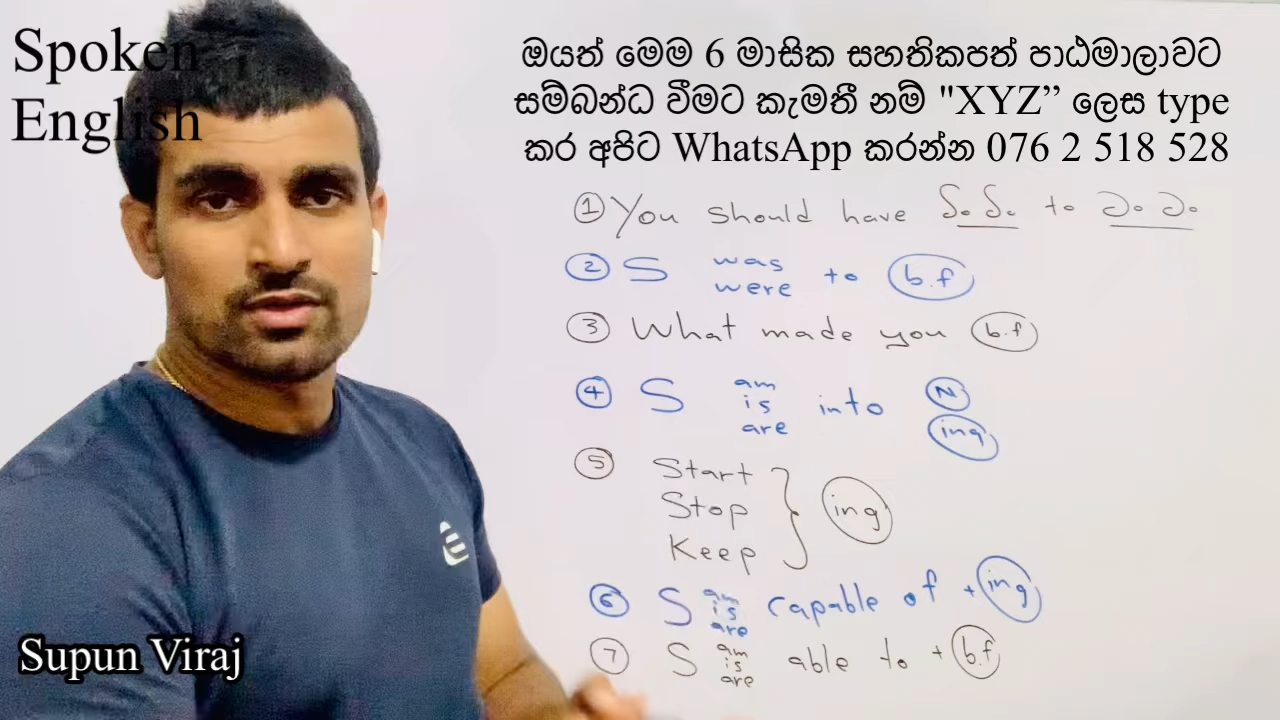 Spoken
English
ඔයත් මෙම 6 මාසික සහතිකපත් පාඨමාලාවට
සම්බන්ධ වීමට කැමති නම් "XYZ” ලෙස type
කර අපිට WhatsApp කරන්න 076 2 518 528
① You should have to
② S was were to b.f
③ What made you b.f
④ S am is are into N ing
⑤ Start
Stop
Keep
ing
⑥ S am is are capable of + ing
⑦ S am is are able to + b.f
Supun Viraj